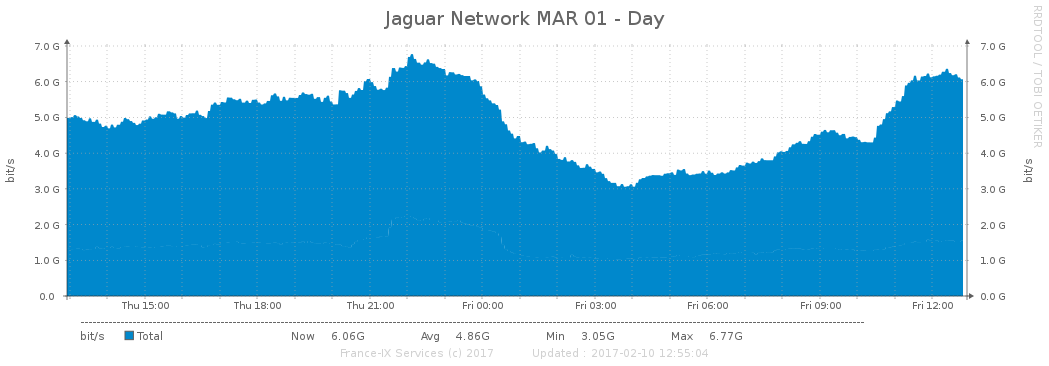 Jaguar Network MAR 01 - Day
RRDTOOL / TOBI OETIKER
7.0 G 7.0 G
6.0 G 6.0 G
5.0 G 5.0 G
4.0 G 4.0 G
3.0 G 3.0 G
2.0 G 2.0 G
1.0 G 1.0 G
0.0 0.0 G
bit/s
bit/s
Thu 15:00 Thu 18:00 Thu 21:00 Fri 00:00 Fri 03:00 Fri 06:00 Fri 09:00 Fri 12:00
bit/s Total Now 6.06G Avg 4.86G Min 3.05G Max 6.77G
France-IX Services (c) 2017 Updated : 2017-02-10 12:55:04